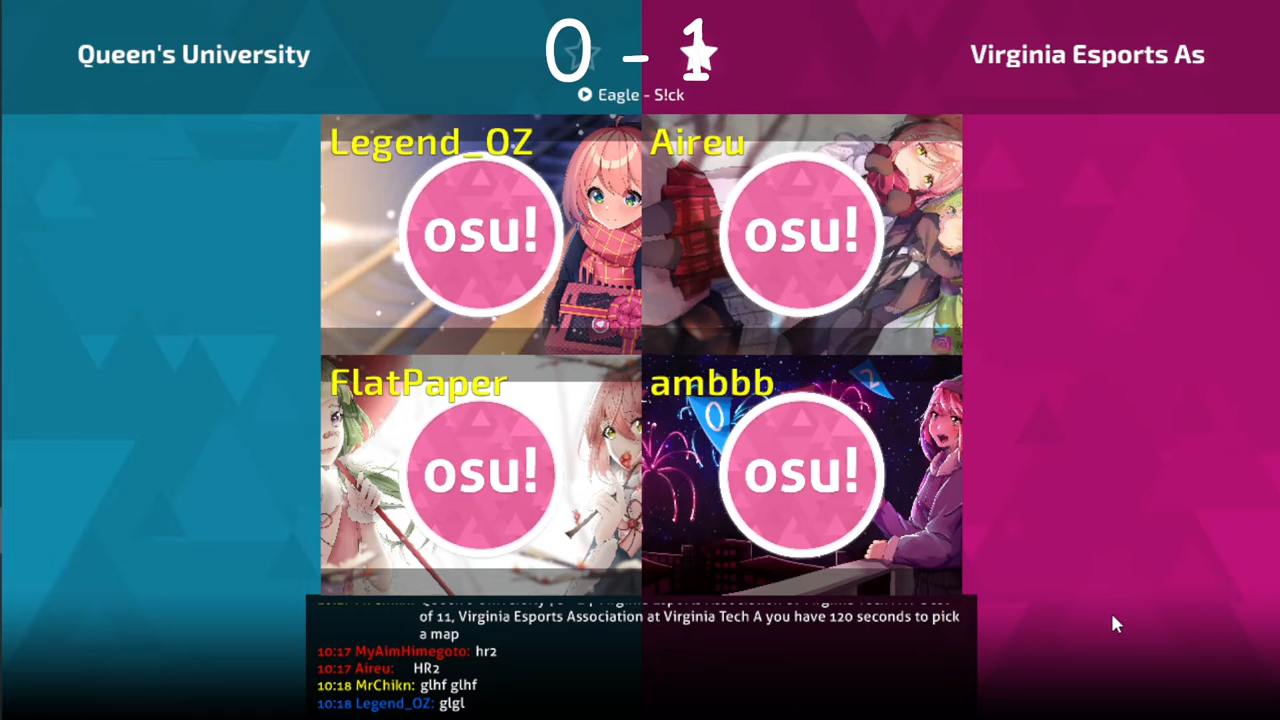 Queen's University
0 - 1
Virginia Esports As
Eagle - S!ck
Legend_OZ
Aireu
osu!
osu!
FlatPaper
ambbb
0
2
osu!
osu!
of 11, Virginia Esports Association at Virginia Tech A you have 120 seconds to pick
a map
10:17 MyAimHimegoto: hr2
10:17 Aireu: HR2
10:18 MrChikn: glhf glhf
10:18 Legend_OZ: glgl